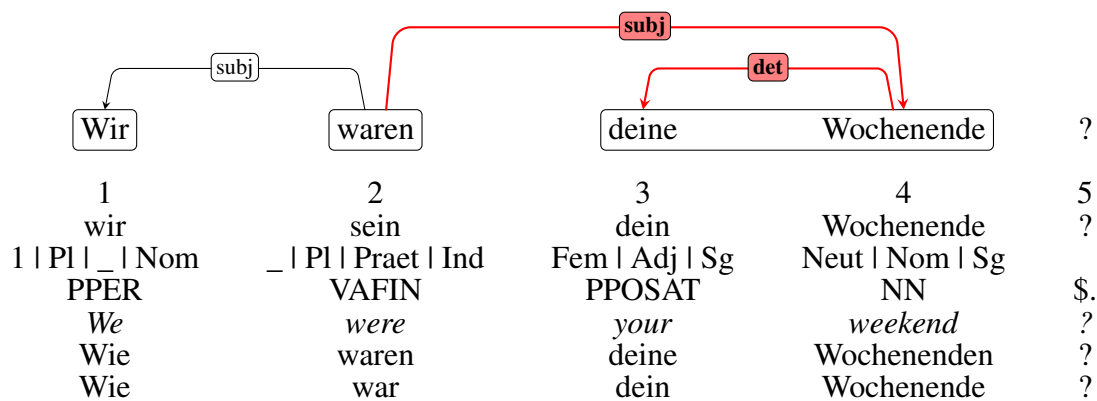 subj
subj det
Wir waren deine Wochenende ?
1 2 3 4 5
wir sein dein Wochenende ?
1 | Pl | _ | Nom _ | Pl | Praet | Ind Fem | Adj | Sg Neut | Nom | Sg
PPER VAFIN PPOSAT NN $.
We were your weekend ?
Wie waren deine Wochenenden ?
Wie war dein Wochenende ?